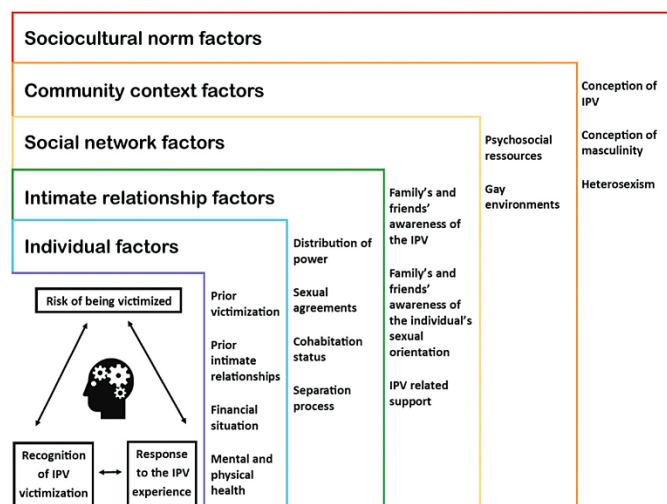 Sociocultural norm factors
Community context factors
Social network factors
Intimate relationship factors
Individual factors
Risk of being victimized
Recognition
of IPV
victimization
Response
to the IPV
experience
Prior
victimization
Prior
intimate
relationships
Financial
situation
Mental and
physical
health
Distribution of
power
Sexual
agreements
Cohabitation
status
Separation
process
Family's and
friends'
awareness of
the IPV
Family's and
friends'
awareness of
the individual's
sexual
orientation
IPV related
support
Psychosocial
ressources
Gay
environments
Conception of
IPV
Conception of
masculinity
Heterosexism